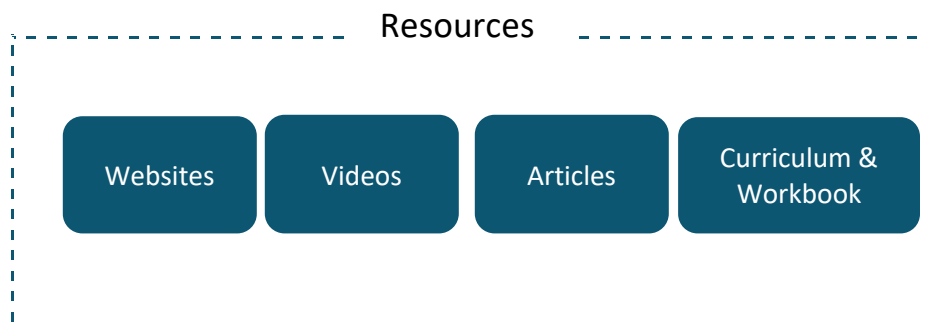 Resources
Websites
Videos
Articles
Curriculum &
Workbook